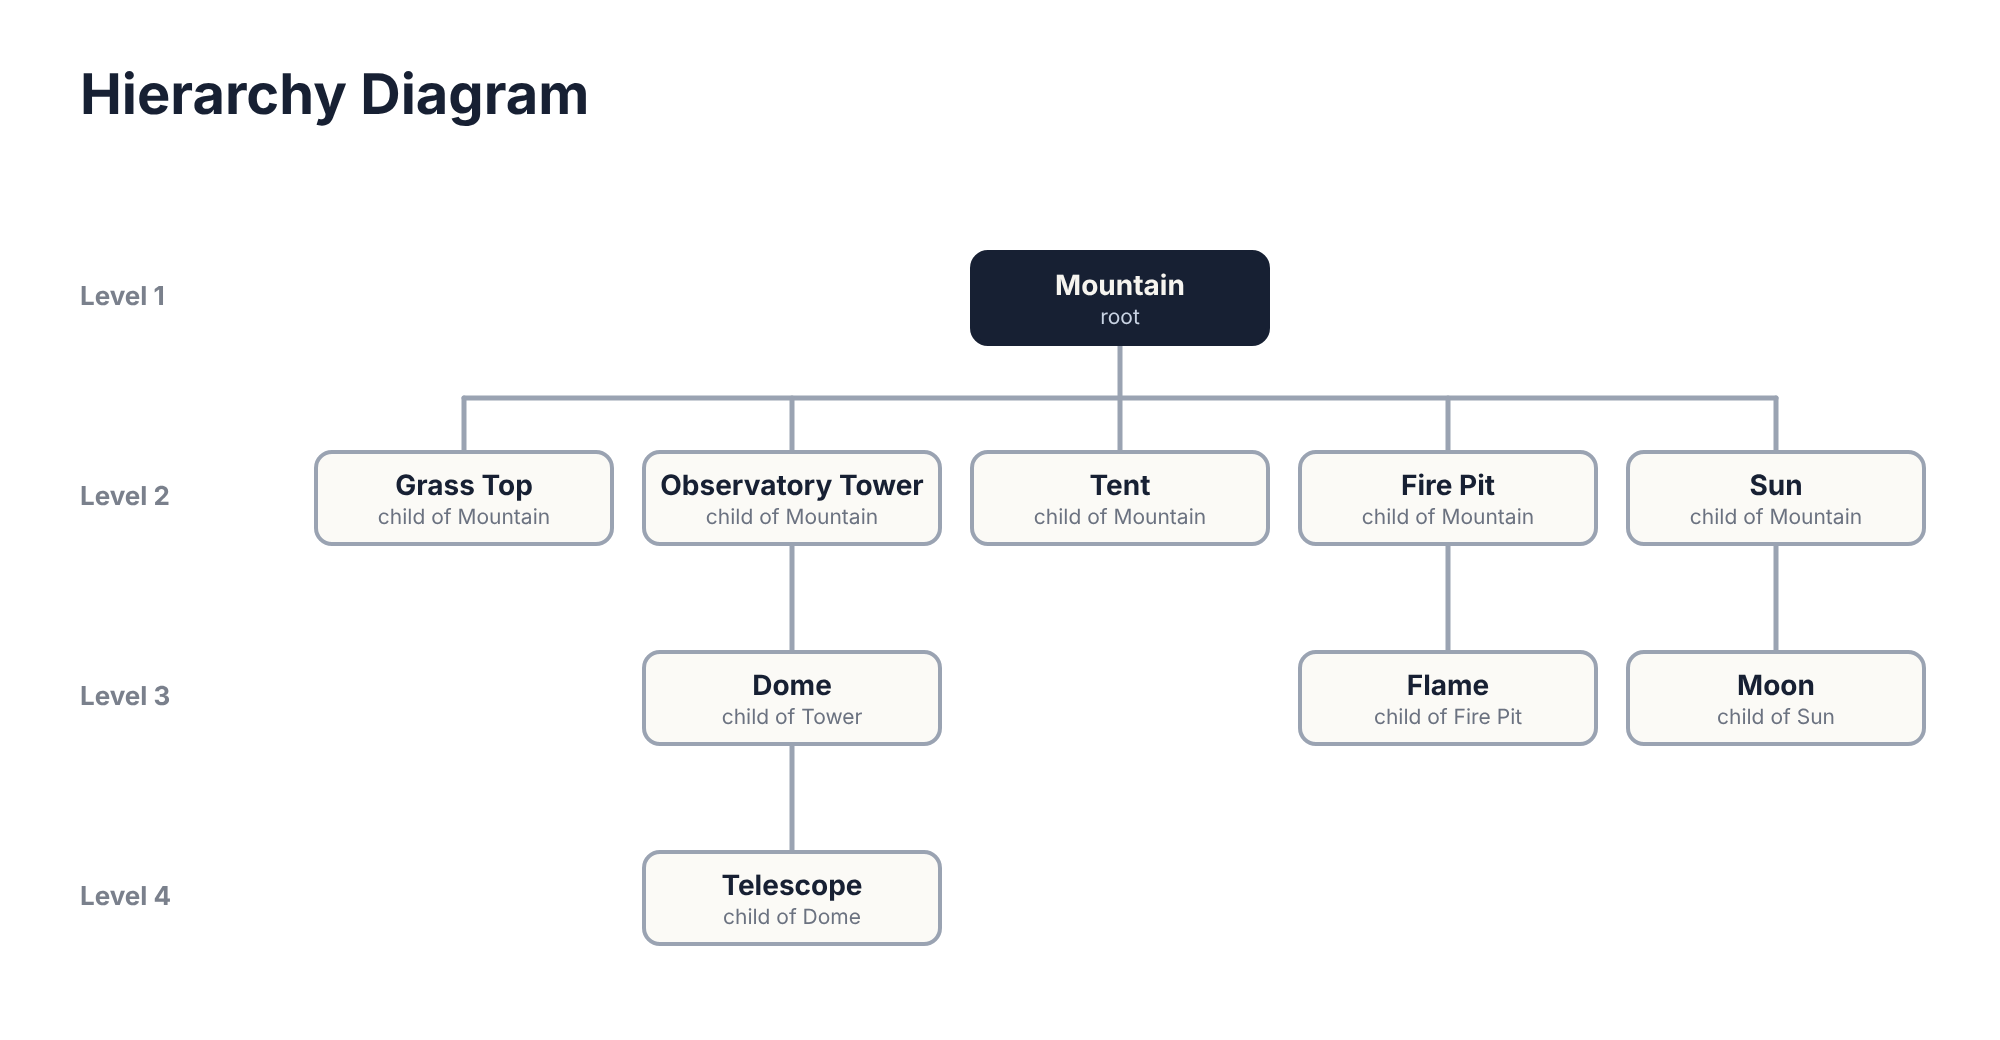 Hierarchy Diagram
Level 1
Mountain
root
Level 2
Grass Top
child of Mountain
Observatory Tower
child of Mountain
Tent
child of Mountain
Fire Pit
child of Mountain
Sun
child of Mountain
Level 3
Dome
child of Tower
Flame
child of Fire Pit
Moon
child of Sun
Level 4
Telescope
child of Dome